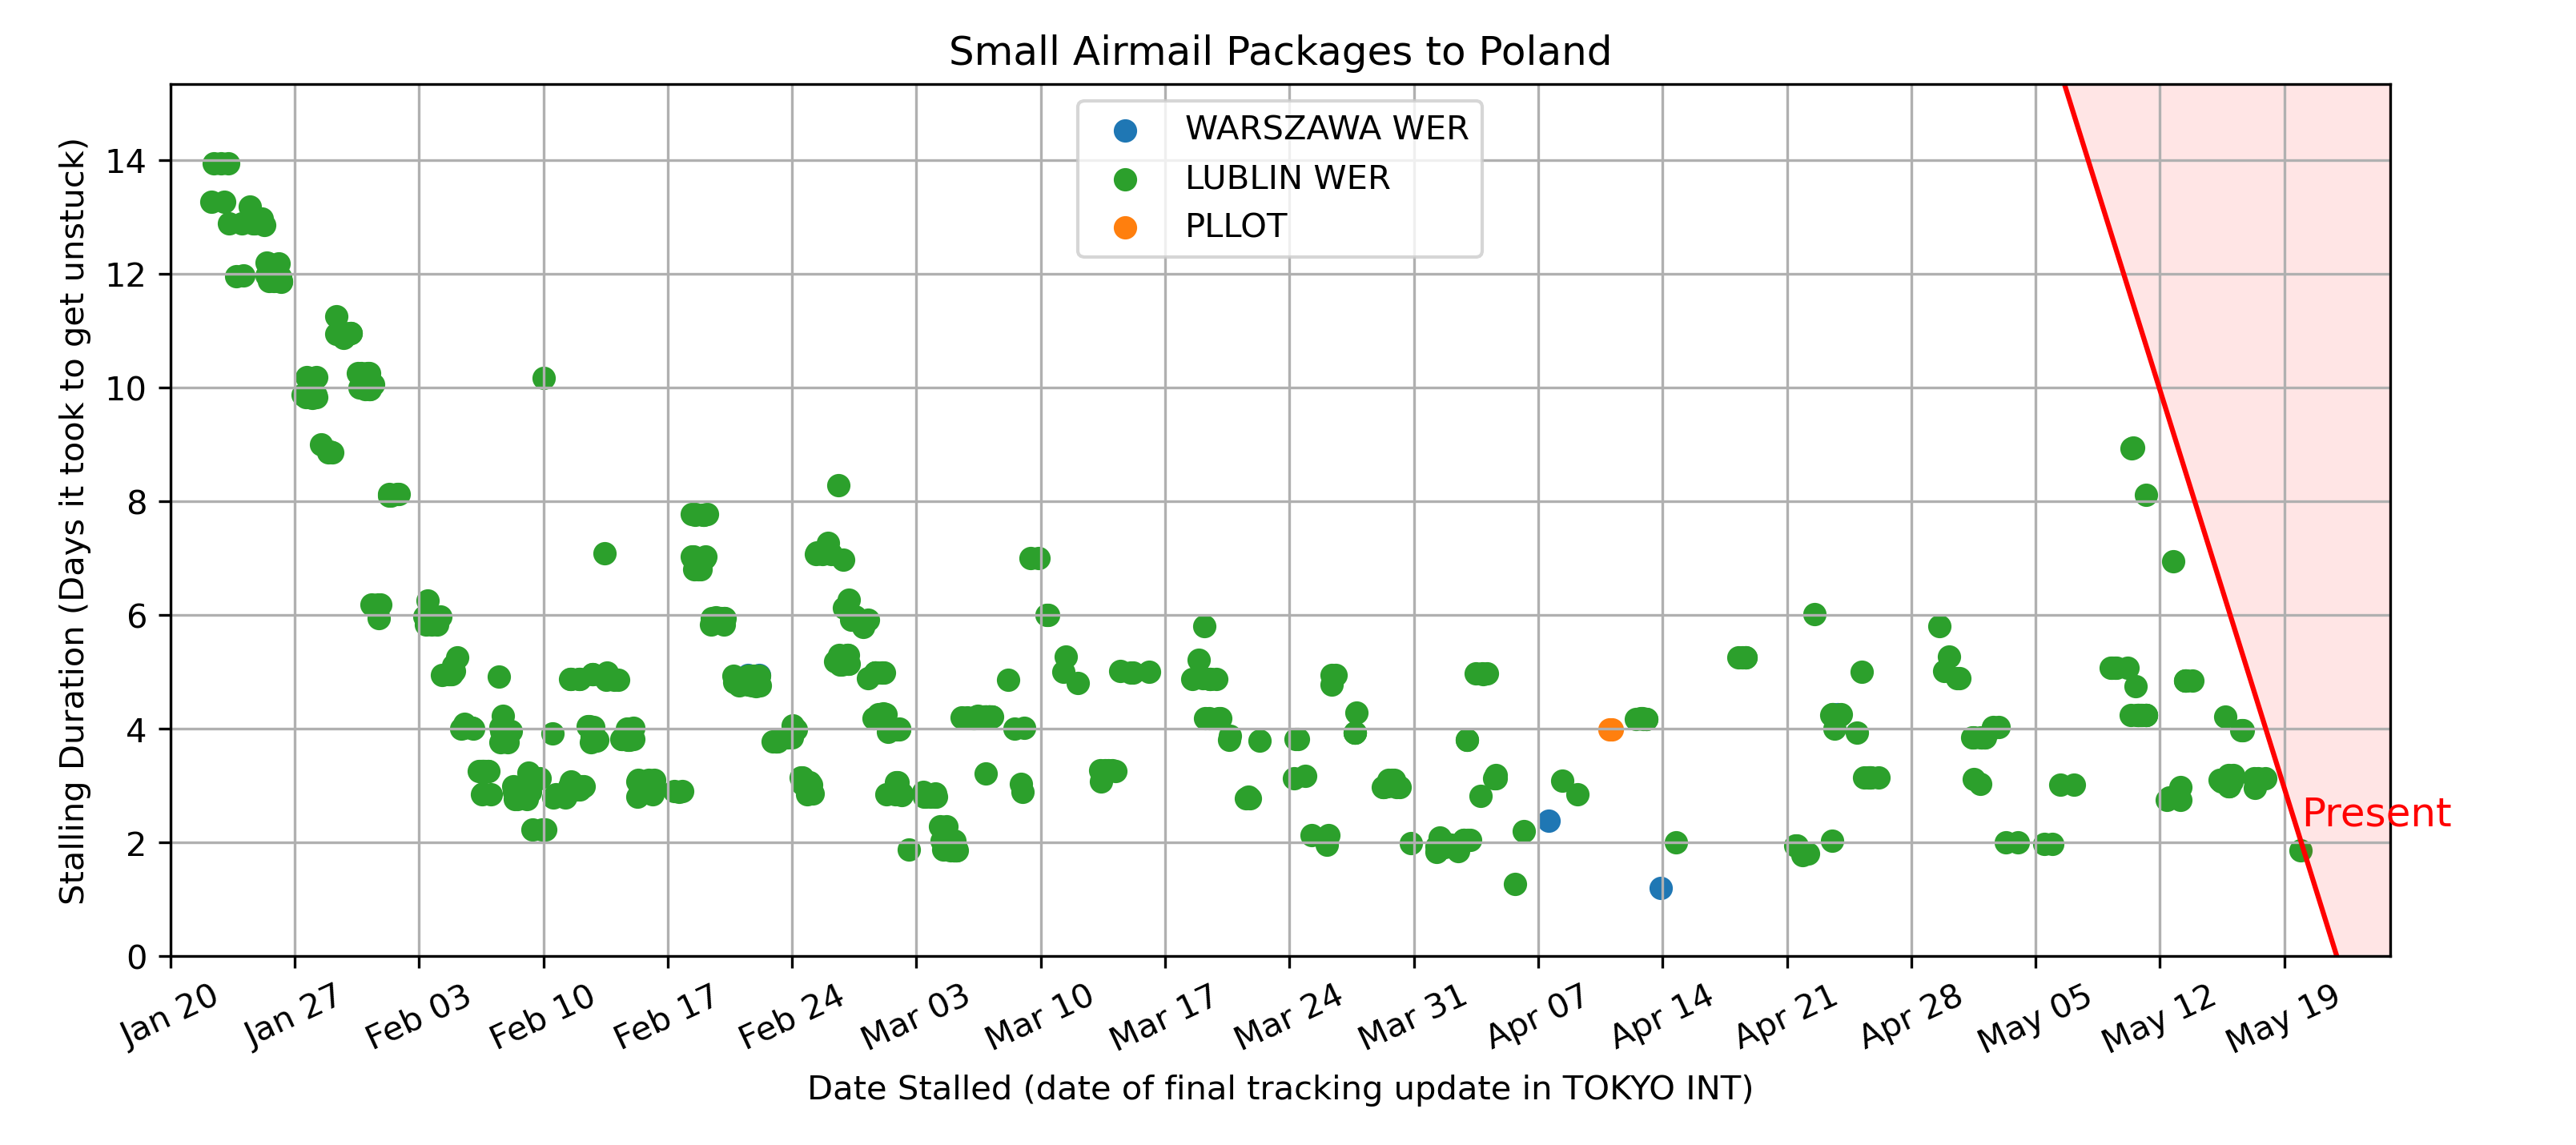 Small Airmail Packages to Poland
WARSZAWA WER
LUBLIN WER
PLLOT
Stalling Duration (Days it took to get unstuck)
14
12
10
8
6
4
2
0
Present
Jan 20
Jan 27
Feb 03
Feb 10
Feb 17
Feb 24
Mar 03
Mar 10
Mar 17
Mar 24
Mar 31
Apr 07
Apr 14
Apr 21
Apr 28
May 05
May 12
May 19
Date Stalled (date of final tracking update in TOKYO INT)